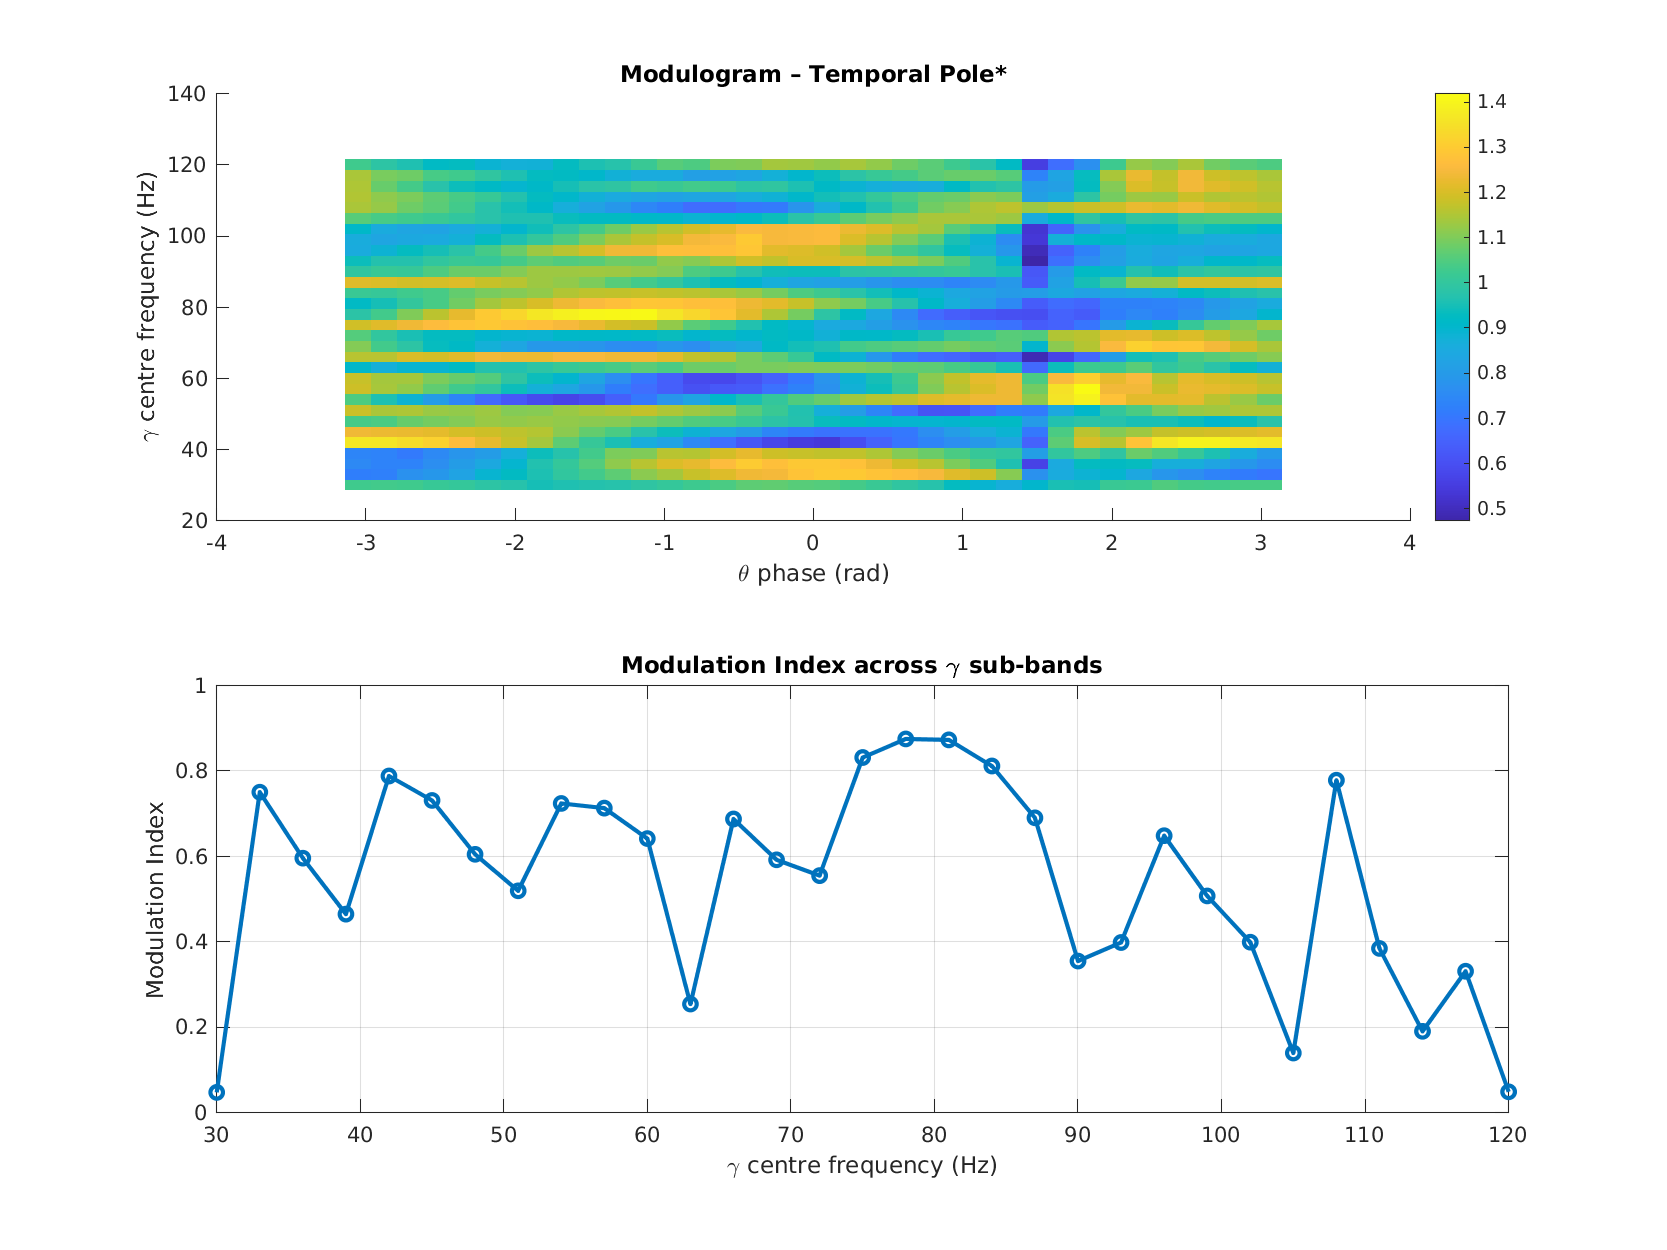 Modulogram – Temporal Pole*
140
120
100
80
60
40
20
γ centre frequency (Hz)
-4 -3 -2 -1 0 1 2 3 4
θ phase (rad)
1.4
1.3
1.2
1.1
1
0.9
0.8
0.7
0.6
0.5
Modulation Index across γ sub-bands
1
0.8
0.6
0.4
0.2
0
Modulation Index
30 40 50 60 70 80 90 100 110 120
γ centre frequency (Hz)